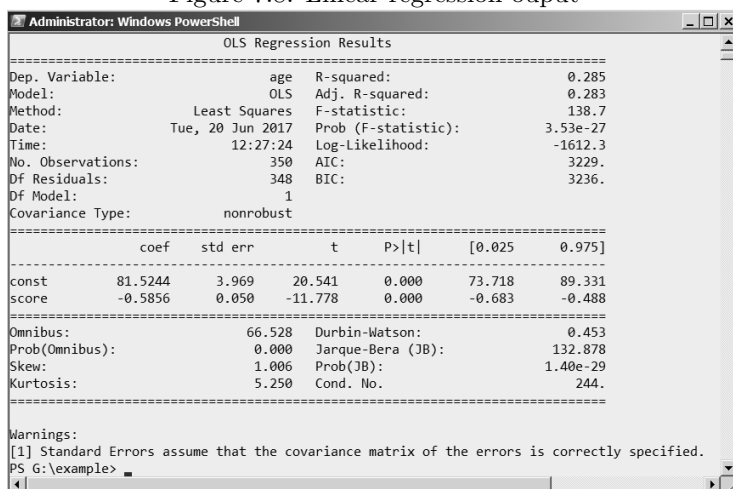 Administrator: Windows PowerShell
OLS Regression Results
==============================================================================
Dep. Variable:                    age   R-squared:                       0.285
Model:                            OLS   Adj. R-squared:                  0.283
Method:                 Least Squares   F-statistic:                     138.7
Date:                Tue, 20 Jun 2017   Prob (F-statistic):           3.53e-27
Time:                        12:27:24   Log-Likelihood:                -1612.3
No. Observations:                 350   AIC:                             3229.
Df Residuals:                     348   BIC:                             3236.
Df Model:                           1
Covariance Type:            nonrobust
==============================================================================
coef    std err          t      P>|t|      [0.025      0.975]
------------------------------------------------------------------------------
const         81.5244      3.969     20.541      0.000      73.718      89.331
score         -0.5856      0.050    -11.778      0.000      -0.683      -0.488
==============================================================================
Omnibus:                       66.528   Durbin-Watson:                   0.453
Prob(Omnibus):                  0.000   Jarque-Bera (JB):              132.878
Skew:                           1.006   Prob(JB):                     1.40e-29
Kurtosis:                       5.250   Cond. No.                         244.
==============================================================================
Warnings:
[1] Standard Errors assume that the covariance matrix of the errors is correctly specified.
PS G:\example>